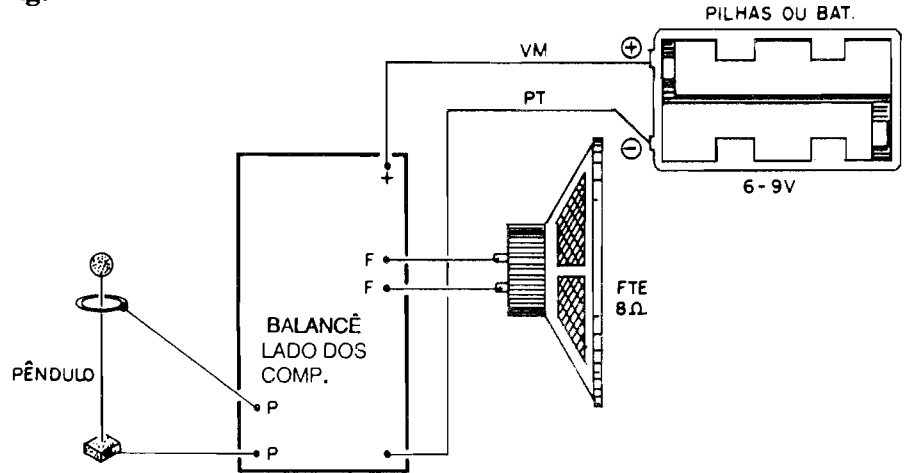 PILHAS OU BAT.
VM
+
PT
−
6-9V
+
F
F
FTE
8Ω
BALANCÊ
LADO DOS
COMP.
PÊNDULO
P
P